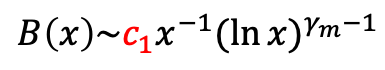 B(x)~c₁x⁻¹(ln x)^{γₘ−1}